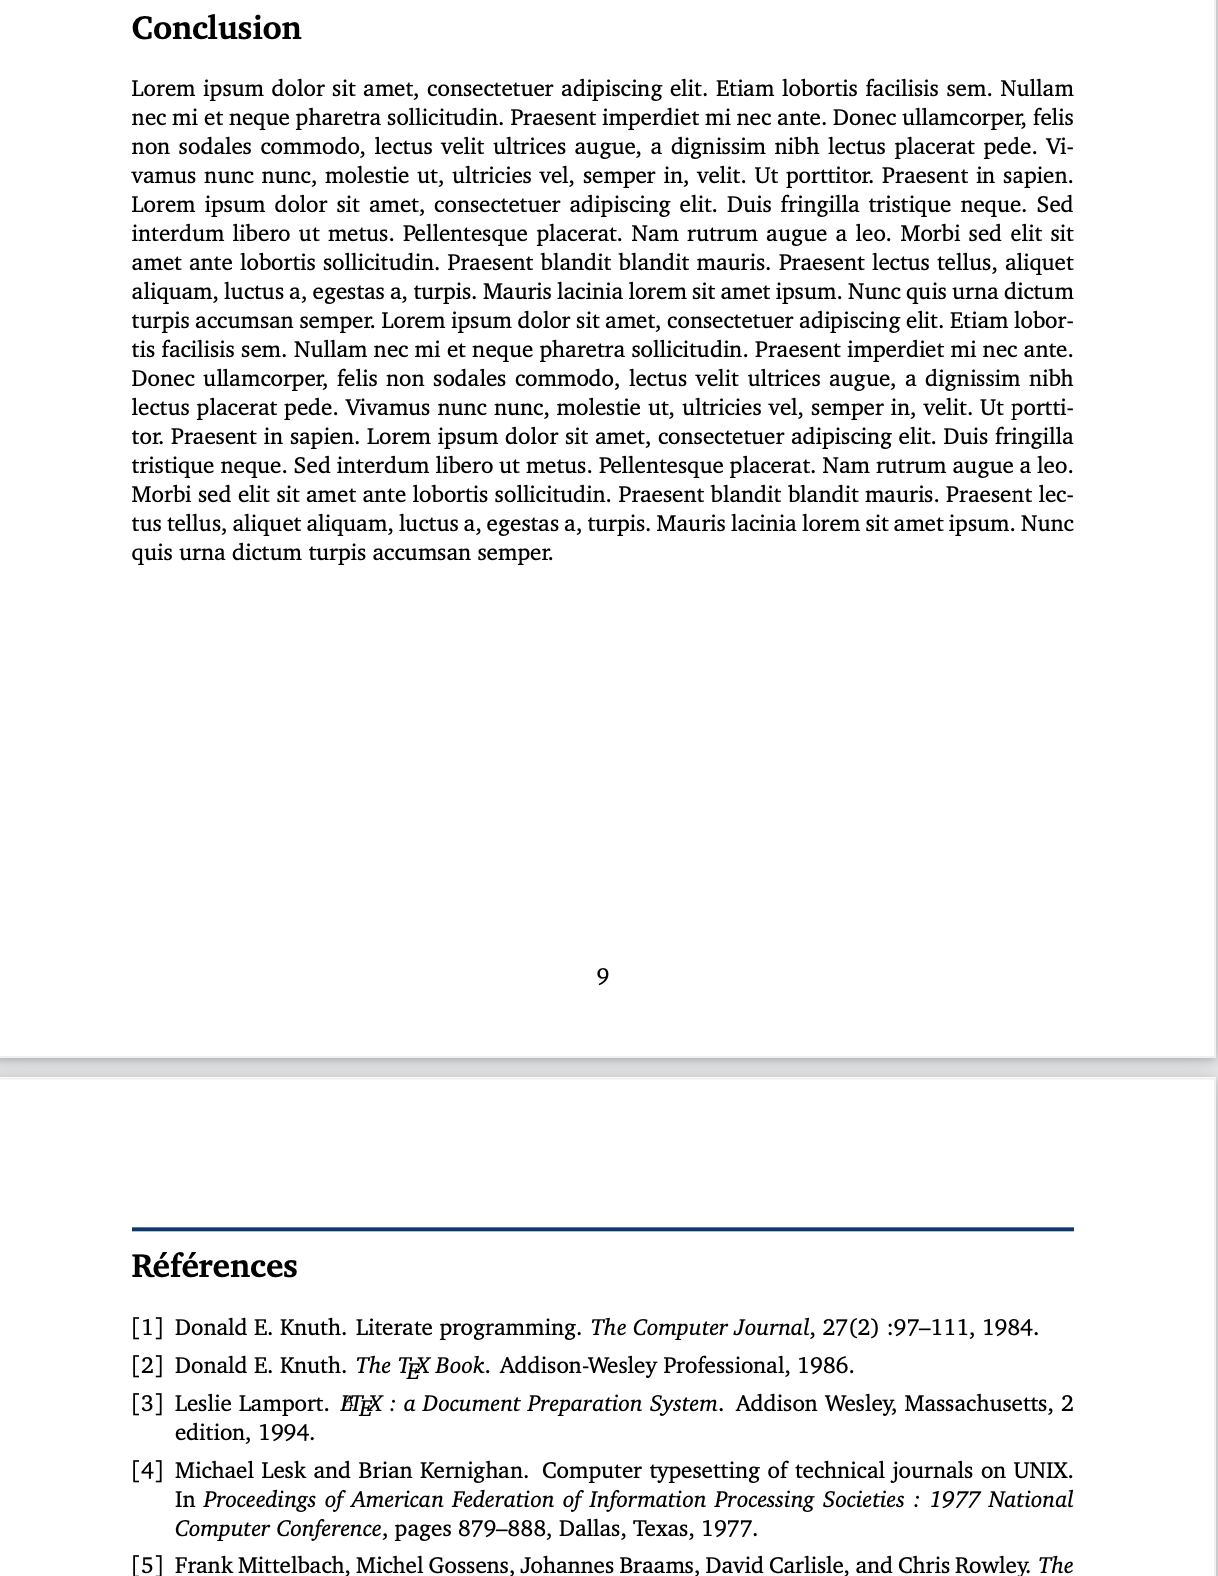 Conclusion
Lorem ipsum dolor sit amet, consectetuer adipiscing elit. Etiam lobortis facilisis sem. Nullam
nec mi et neque pharetra sollicitudin. Praesent imperdiet mi nec ante. Donec ullamcorper, felis
non sodales commodo, lectus velit ultrices augue, a dignissim nibh lectus placerat pede. Vi-
vamus nunc nunc, molestie ut, ultricies vel, semper in, velit. Ut porttitor. Praesent in sapien.
Lorem ipsum dolor sit amet, consectetuer adipiscing elit. Duis fringilla tristique neque. Sed
interdum libero ut metus. Pellentesque placerat. Nam rutrum augue a leo. Morbi sed elit sit
amet ante lobortis sollicitudin. Praesent blandit blandit mauris. Praesent lectus tellus, aliquet
aliquam, luctus a, egestas a, turpis. Mauris lacinia lorem sit amet ipsum. Nunc quis urna dictum
turpis accumsan semper. Lorem ipsum dolor sit amet, consectetuer adipiscing elit. Etiam lobor-
tis facilisis sem. Nullam nec mi et neque pharetra sollicitudin. Praesent imperdiet mi nec ante.
Donec ullamcorper, felis non sodales commodo, lectus velit ultrices augue, a dignissim nibh
lectus placerat pede. Vivamus nunc nunc, molestie ut, ultricies vel, semper in, velit. Ut portti-
tor. Praesent in sapien. Lorem ipsum dolor sit amet, consectetuer adipiscing elit. Duis fringilla
tristique neque. Sed interdum libero ut metus. Pellentesque placerat. Nam rutrum augue a leo.
Morbi sed elit sit amet ante lobortis sollicitudin. Praesent blandit blandit mauris. Praesent lec-
tus tellus, aliquet aliquam, luctus a, egestas a, turpis. Mauris lacinia lorem sit amet ipsum. Nunc
quis urna dictum turpis accumsan semper.
9
Références
[1] Donald E. Knuth. Literate programming. The Computer Journal, 27(2) :97–111, 1984.
[2] Donald E. Knuth. The TEX Book. Addison-Wesley Professional, 1986.
[3] Leslie Lamport. LATEX : a Document Preparation System. Addison Wesley, Massachusetts, 2
edition, 1994.
[4] Michael Lesk and Brian Kernighan. Computer typesetting of technical journals on UNIX.
In Proceedings of American Federation of Information Processing Societies : 1977 National
Computer Conference, pages 879–888, Dallas, Texas, 1977.
[5] Frank Mittelbach, Michel Gossens, Johannes Braams, David Carlisle, and Chris Rowley. The